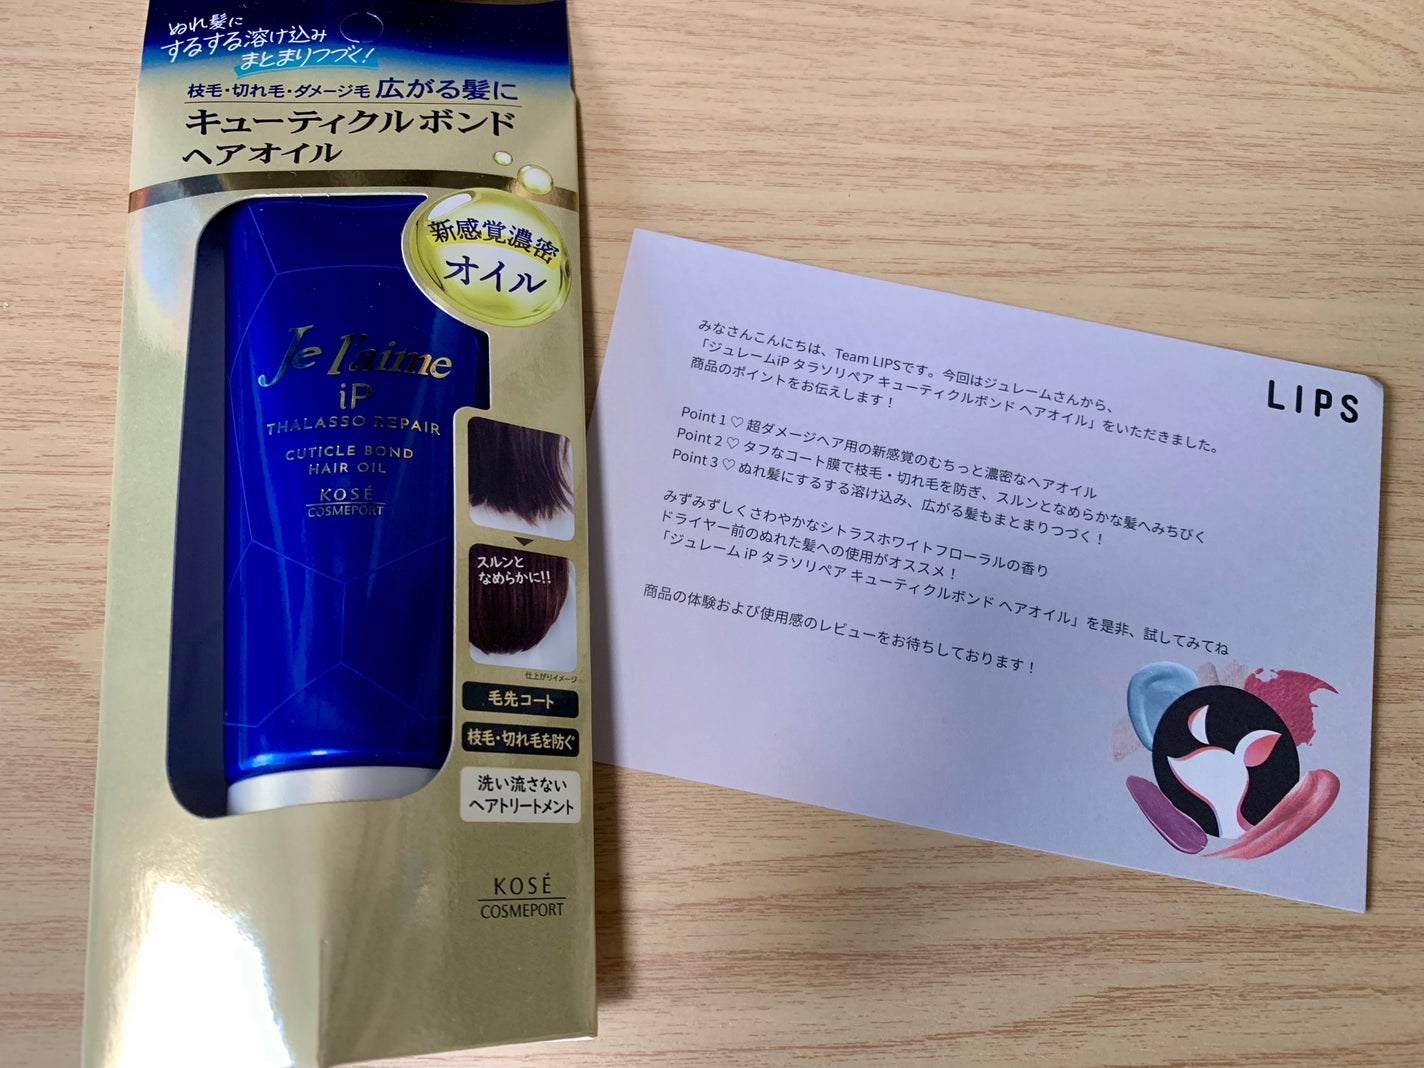 ぬれ髪に
するする溶け込み
まとまりつづく!
枝毛・切れ毛・ダメージ毛 広がる髪に
キューティクルボンド
ヘアオイル
新感覚濃密
オイル
Je l'aime
iP
THALASSO REPAIR
CUTICLE BOND
HAIR OIL
KOSÉ
COSMEPORT
スルンと
なめらかに!!
仕上がりイメージ
毛先コート
枝毛・切れ毛を防ぐ
洗い流さない
ヘアトリートメント
KOSÉ
COSMEPORT
LIPS
みなさんこんにちは、Team LIPSです。今回はジュレームさんから、
「ジュレームiP タラソリペア キューティクルボンド ヘアオイル」をいただきました。
商品のポイントをお伝えします！
Point 1 ♡ 超ダメージヘア用の新感覚のむちっと濃密なヘアオイル
Point 2 ♡ タフなコート膜で枝毛・切れ毛を防ぎ、スルンとなめらかな髪へみちびく
Point 3 ♡ ぬれ髪にするする溶け込み、広がる髪もまとまりつづく！
みずみずしくさわやかなシトラスホワイトフローラルの香り
ドライヤー前のぬれた髪への使用がオススメ！
「ジュレーム iP タラソリペア キューティクルボンド ヘアオイル」を是非、試してみてね
商品の体験および使用感のレビューをお待ちしております！